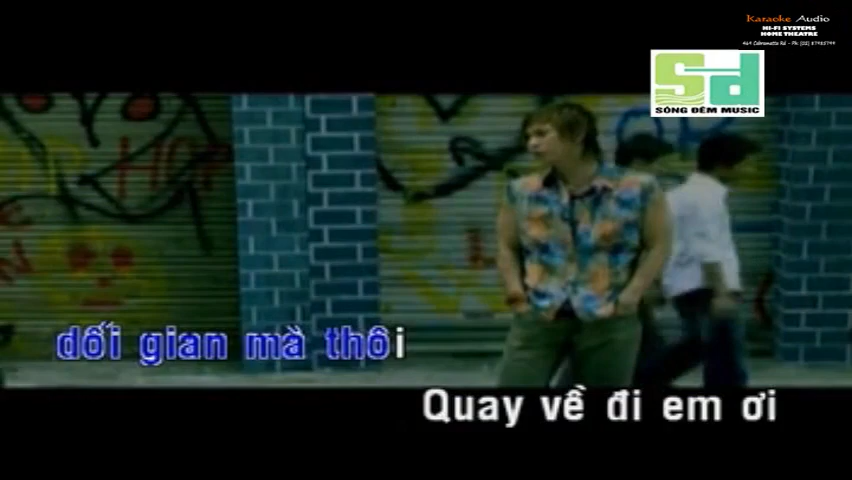 Karaoke Audio
HI-FI SYSTEMS
HOME THEATRE
Sd
SÓNG ĐÊM MUSIC
dối gian mà thôi
Quay về đi em ơi